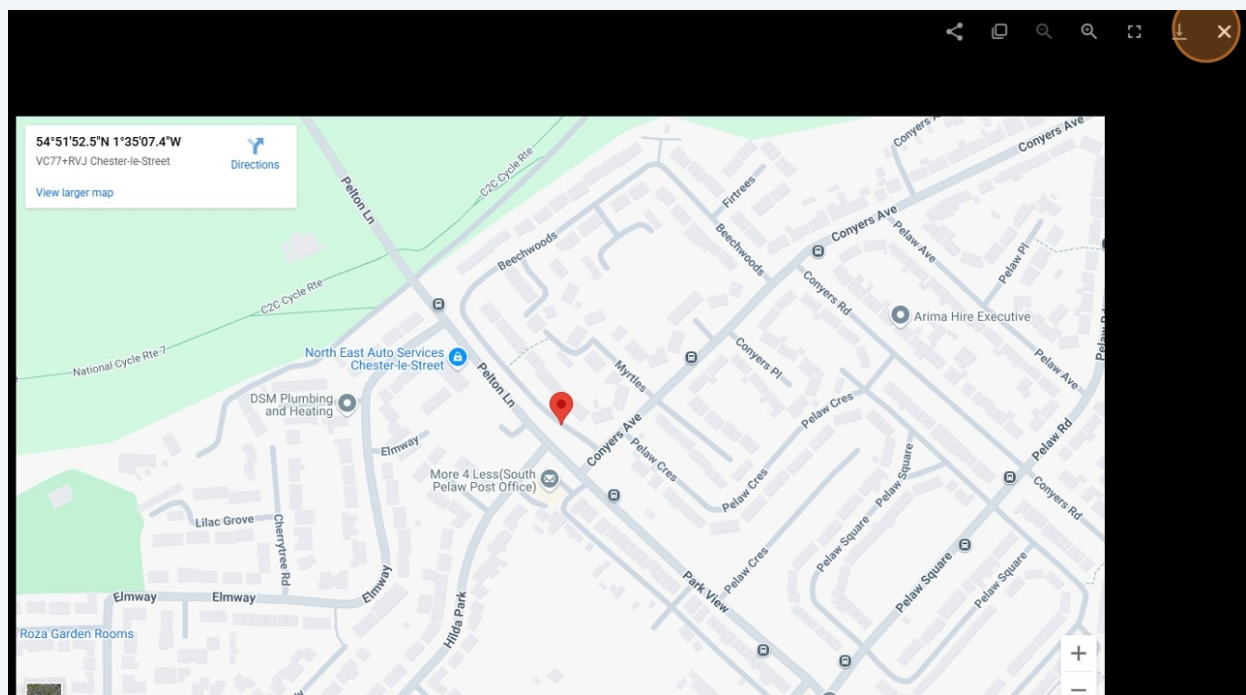 54°51'52.5"N 1°35'07.4"W
VC77+RVJ Chester-le-Street
Directions
View larger map
Pelton Ln
C2C Cycle Rte
Conyers Ave
Firtrees
Conyers Ave
Beechwoods
Beechwoods
Pelaw Ave
Pelaw Pl
C2C Cycle Rte
Conyers Rd
Arima Hire Executive
National Cycle Rte 7
North East Auto Services
Chester-le-Street
Conyers Pl
Pelaw Ave
Pelton Ln
Myrtles
DSM Plumbing
and Heating
Pelaw Cres
Elmway
Conyers Ave
Pelaw Cres
Pelaw Rd
More 4 Less(South
Pelaw Post Office)
Pelaw Square
Pelaw Cres
Conyers Rd
Lilac Grove
Cherrytree Rd
Pelaw Square
Pelaw Cres
Park View
Pelaw Square
Pelaw Square
Elmway
Elmway
Elmway
Hilda Park
Roza Garden Rooms